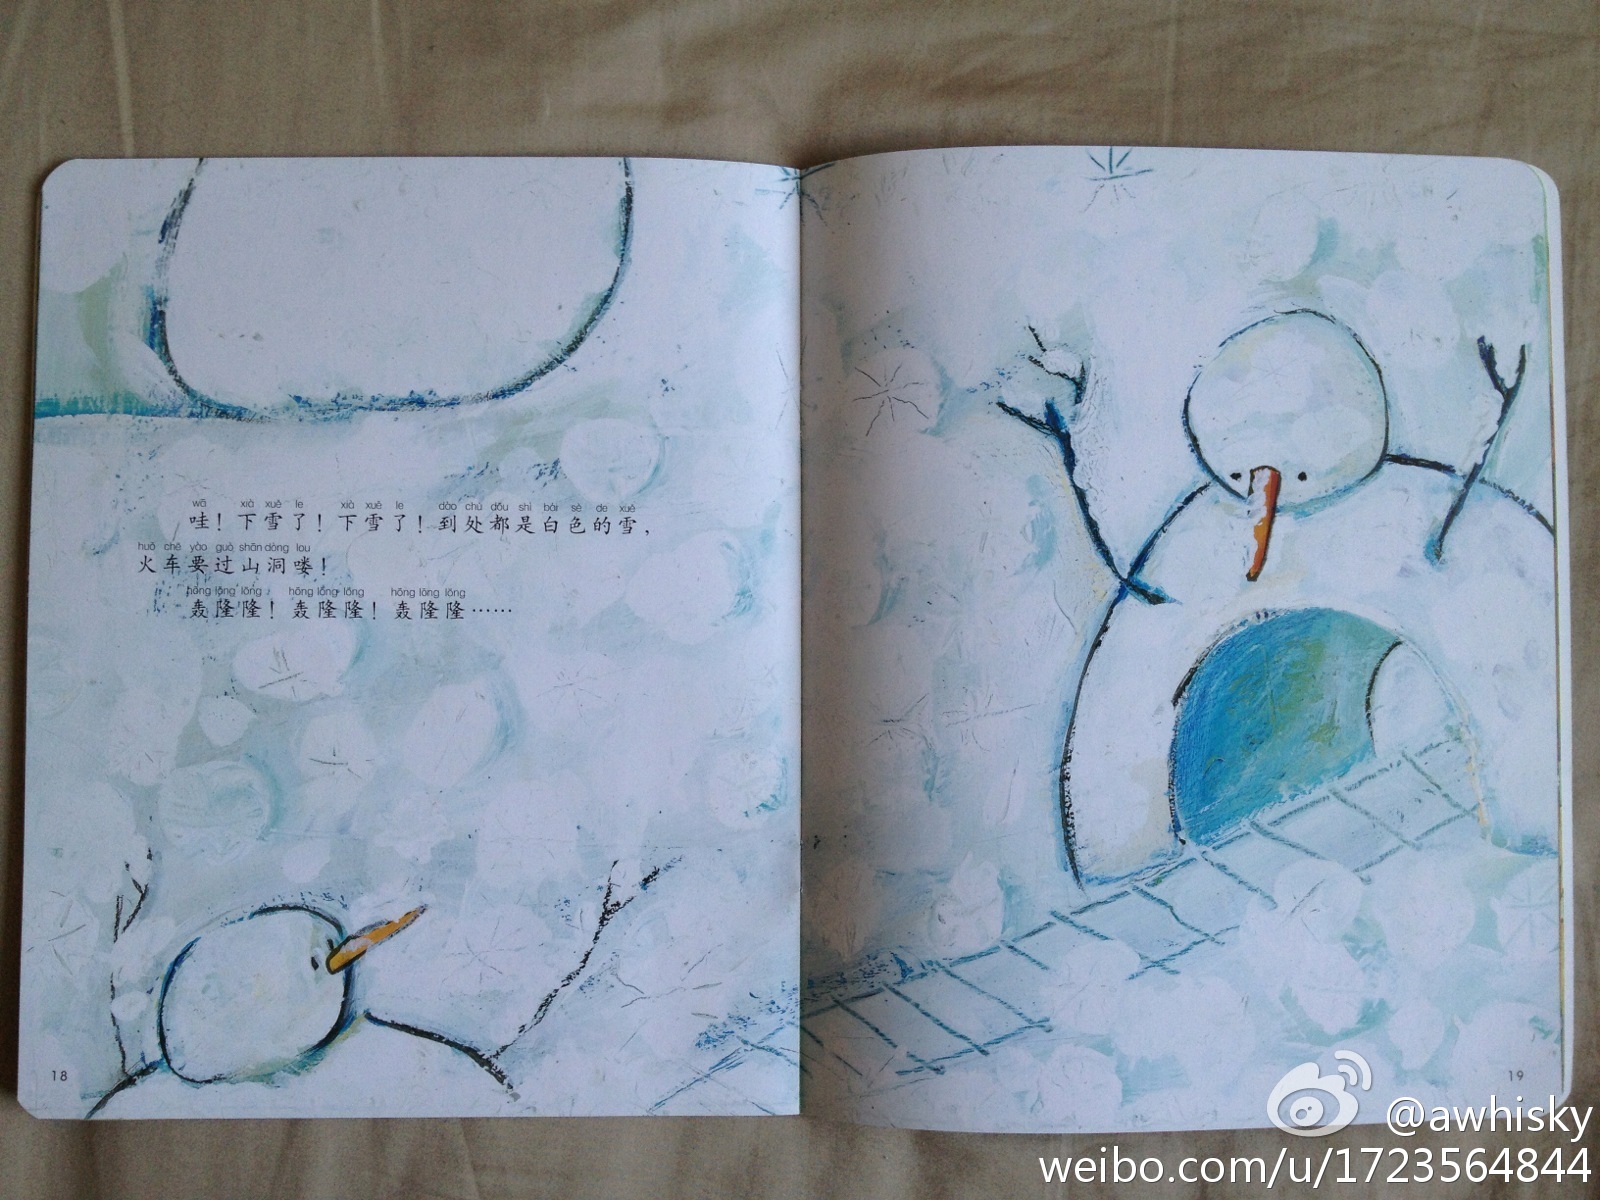 wā xià xuě le xià xuě le dào chù dōu shì bái sè de xuě
哇！下雪了！下雪了！到处都是白色的雪，
huǒ chē yào guò shān dòng lou
火车要过山洞喽！
hōng lōng lōng hōng lōng lōng hōng lōng lōng
轰隆隆！轰隆隆！轰隆隆……
18
19
@awhisky
weibo.com/u/1723564844